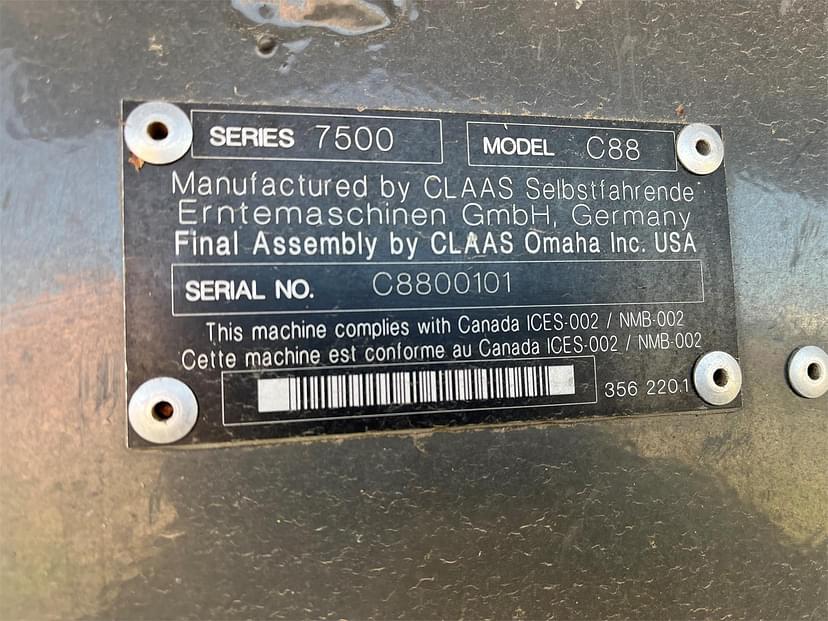 SERIES 7500 MODEL C88
Manufactured by CLAAS Selbstfahrende
Erntemaschinen GmbH, Germany
Final Assembly by CLAAS Omaha Inc. USA
SERIAL NO. C8800101
This machine complies with Canada ICES-002 / NMB-002
Cette machine est conforme au Canada ICES-002 / NMB-002
356 220.1